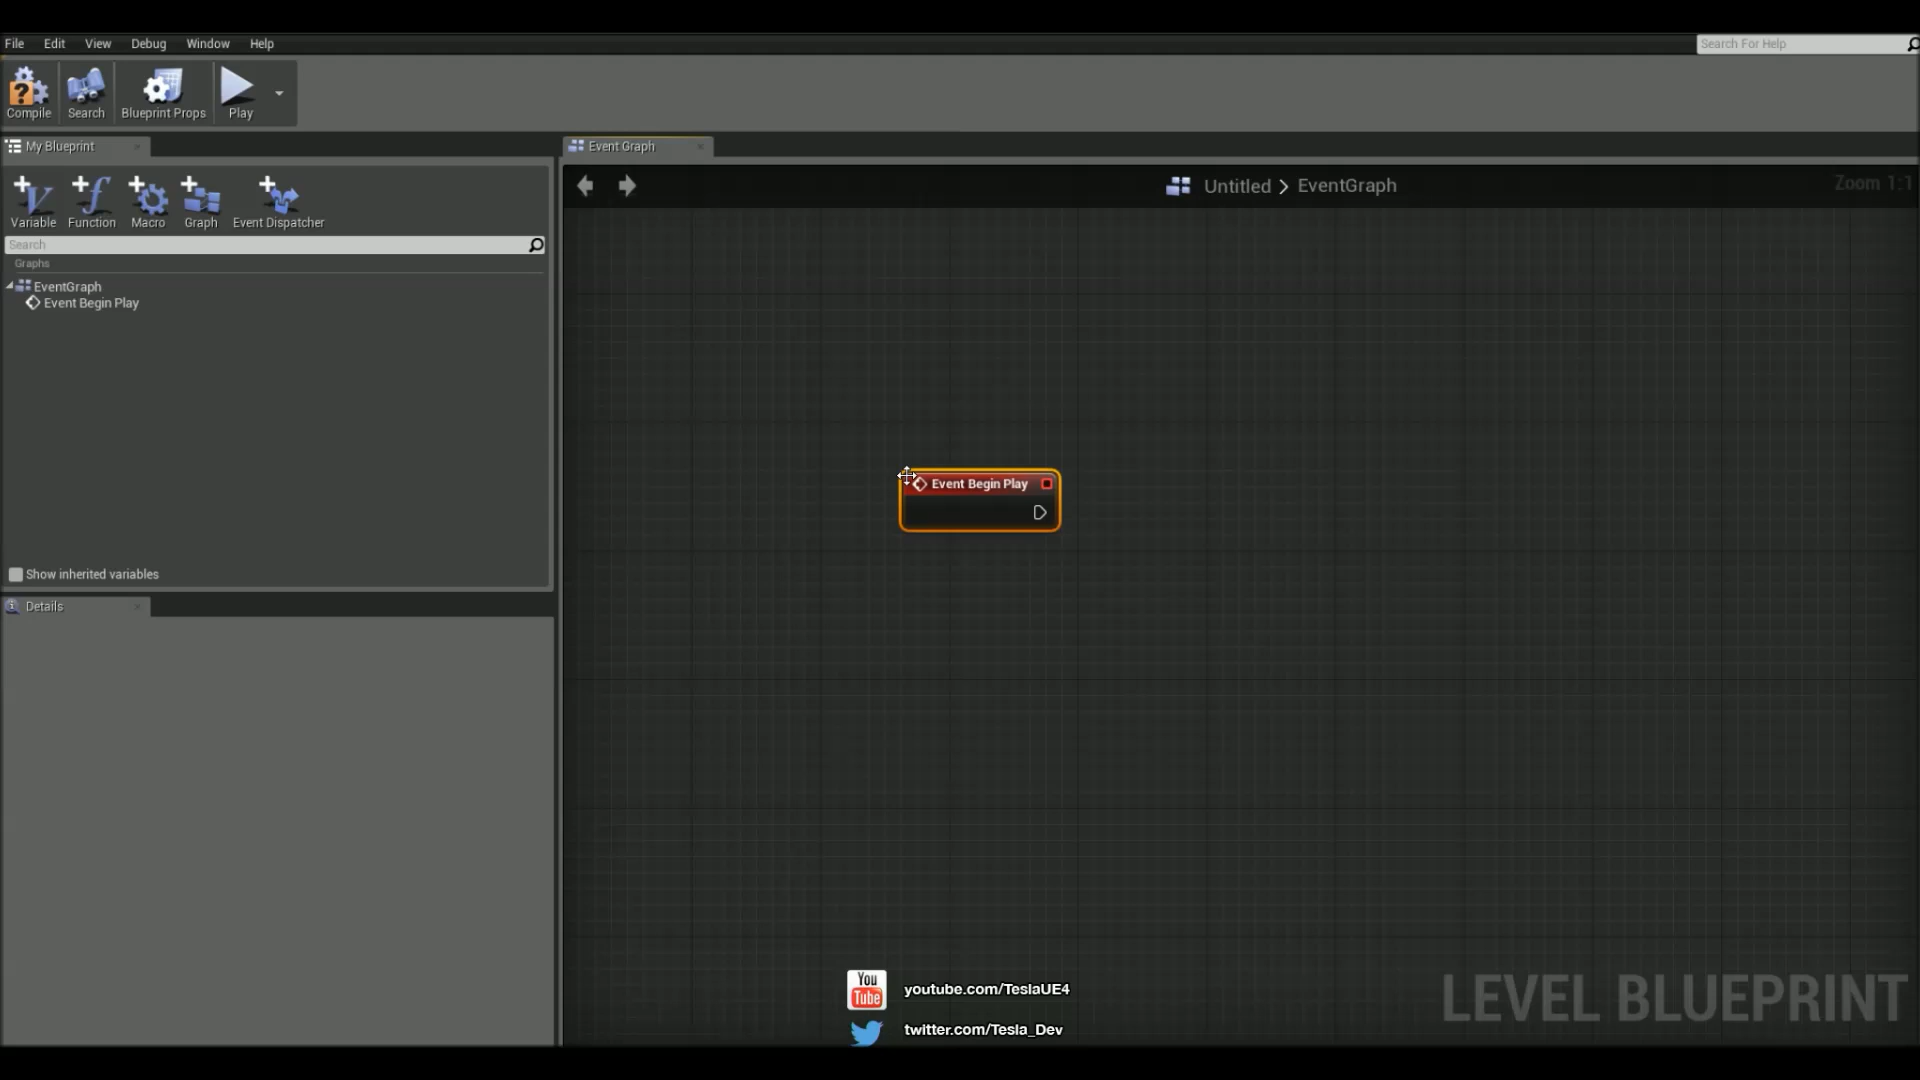 File Edit View Debug Window Help
Search For Help
Compile Search Blueprint Props Play
My Blueprint
Event Graph
Untitled > EventGraph
Zoom 1:1
Variable Function Macro Graph Event Dispatcher
Search
Graphs
EventGraph
Event Begin Play
Event Begin Play
Show inherited variables
Details
You
Tube
youtube.com/TeslaUE4
twitter.com/Tesla_Dev
LEVEL BLUEPRINT